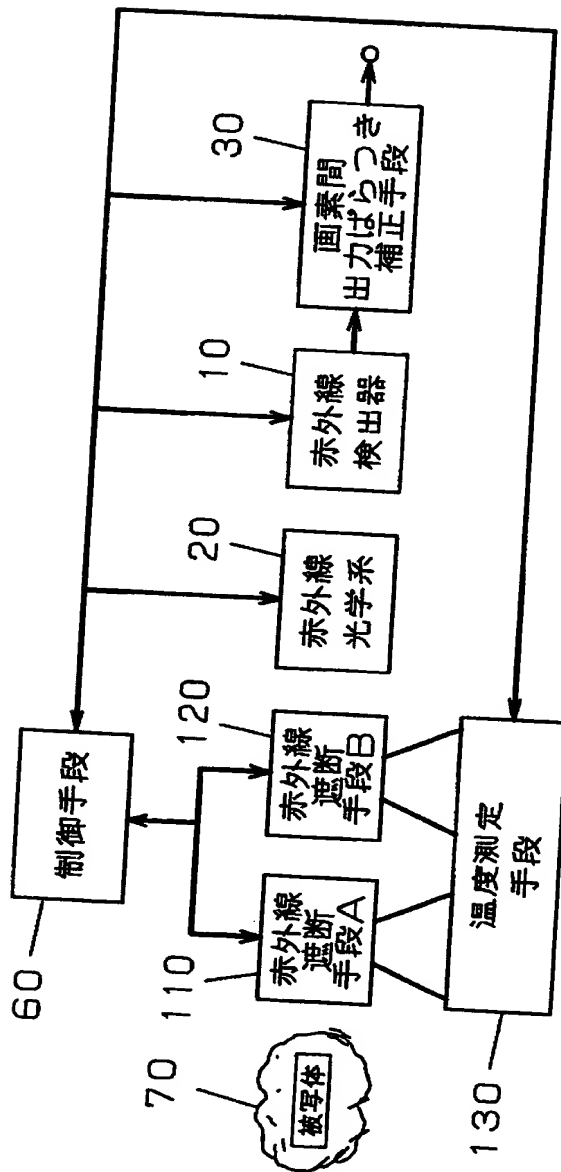 60
制御手段
70
被写体
110
赤外線
遮断
手段A
120
赤外線
遮断
手段B
20
赤外線
光学系
10
赤外線
検出器
30
画素間
出力ばらつき
補正手段
130
温度測定
手段